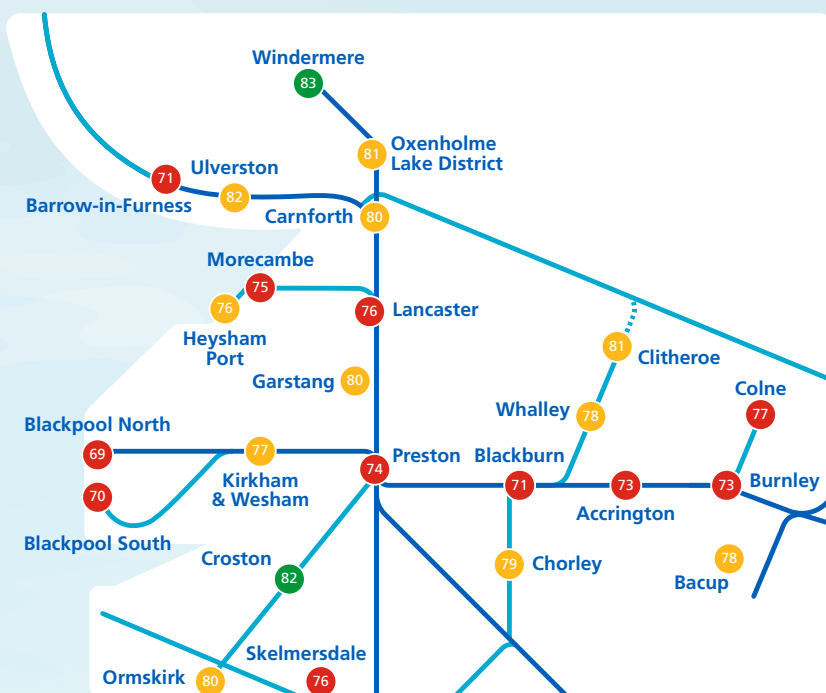 Windermere
83
81
Oxenholme
Lake District
71
Ulverston
82
Barrow-in-Furness
Carnforth
80
Morecambe
75
76
Heysham
Port
76
Lancaster
Garstang
80
81
Clitheroe
Whalley
78
Colne
77
Blackpool North
69
77
Kirkham
& Wesham
70
Blackpool South
Preston
74
Blackburn
71
73
Accrington
73
Burnley
Croston
82
79
Chorley
78
Bacup
Skelmersdale
76
Ormskirk
80